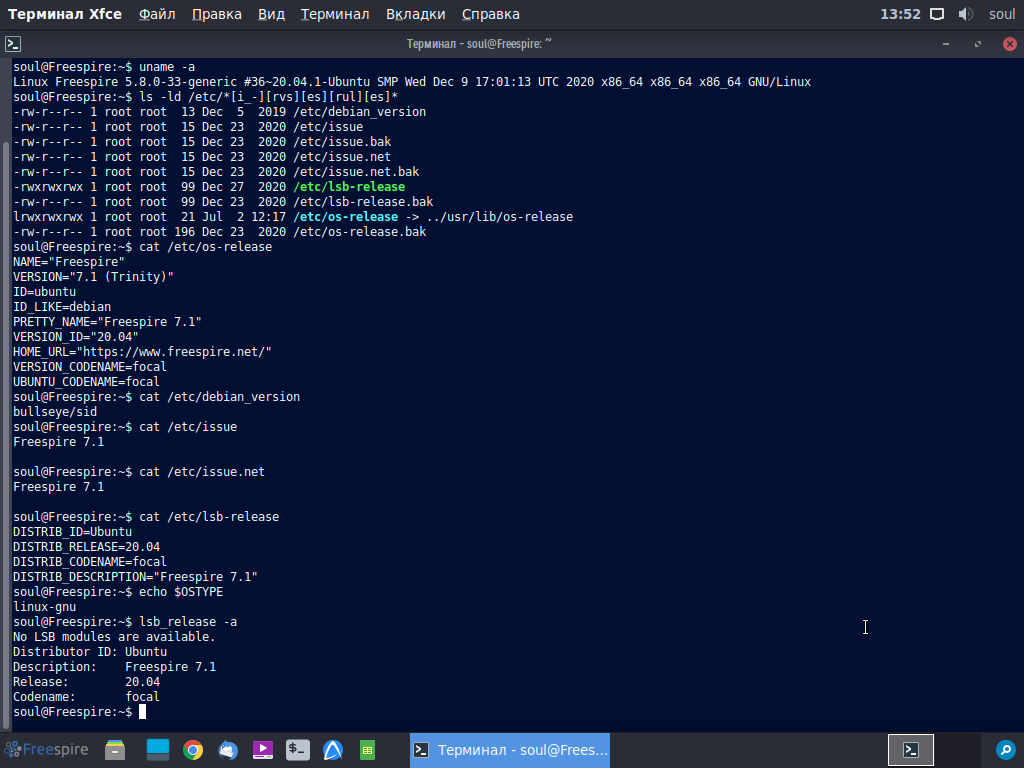 Терминал Xfce Файл Правка Вид Терминал Вкладки Справка 13:52 soul
Терминал - soul@Freespire: ~
soul@Freespire:~$ uname -a
Linux Freespire 5.8.0-33-generic #36~20.04.1-Ubuntu SMP Wed Dec 9 17:01:13 UTC 2020 x86_64 x86_64 x86_64 GNU/Linux
soul@Freespire:~$ ls -ld /etc/*[i_-][rvs][es][rul][es]*
-rw-r--r-- 1 root root  13 Dec  5  2019 /etc/debian_version
-rw-r--r-- 1 root root  15 Dec 23  2020 /etc/issue
-rw-r--r-- 1 root root  15 Dec 23  2020 /etc/issue.bak
-rw-r--r-- 1 root root  15 Dec 23  2020 /etc/issue.net
-rw-r--r-- 1 root root  15 Dec 23  2020 /etc/issue.net.bak
-rwxrwxrwx 1 root root  99 Dec 27  2020 /etc/lsb-release
-rw-r--r-- 1 root root  99 Dec 23  2020 /etc/lsb-release.bak
lrwxrwxrwx 1 root root  21 Jul  2 12:17 /etc/os-release -> ../usr/lib/os-release
-rw-r--r-- 1 root root 196 Dec 23  2020 /etc/os-release.bak
soul@Freespire:~$ cat /etc/os-release
NAME="Freespire"
VERSION="7.1 (Trinity)"
ID=ubuntu
ID_LIKE=debian
PRETTY_NAME="Freespire 7.1"
VERSION_ID="20.04"
HOME_URL="https://www.freespire.net/"
VERSION_CODENAME=focal
UBUNTU_CODENAME=focal
soul@Freespire:~$ cat /etc/debian_version
bullseye/sid
soul@Freespire:~$ cat /etc/issue
Freespire 7.1
soul@Freespire:~$ cat /etc/issue.net
Freespire 7.1
soul@Freespire:~$ cat /etc/lsb-release
DISTRIB_ID=Ubuntu
DISTRIB_RELEASE=20.04
DISTRIB_CODENAME=focal
DISTRIB_DESCRIPTION="Freespire 7.1"
soul@Freespire:~$ echo $OSTYPE
linux-gnu
soul@Freespire:~$ lsb_release -a
No LSB modules are available.
Distributor ID: Ubuntu
Description:    Freespire 7.1
Release:        20.04
Codename:       focal
soul@Freespire:~$
Freespire Терминал - soul@Frees...